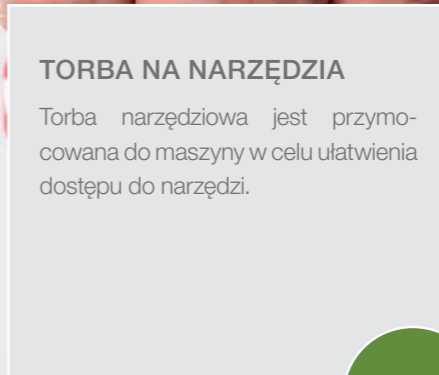 TORBA NA NARZĘDZIA
Torba narzędziowa jest przymo-
cowana do maszyny w celu ułatwienia
dostępu do narzędzi.